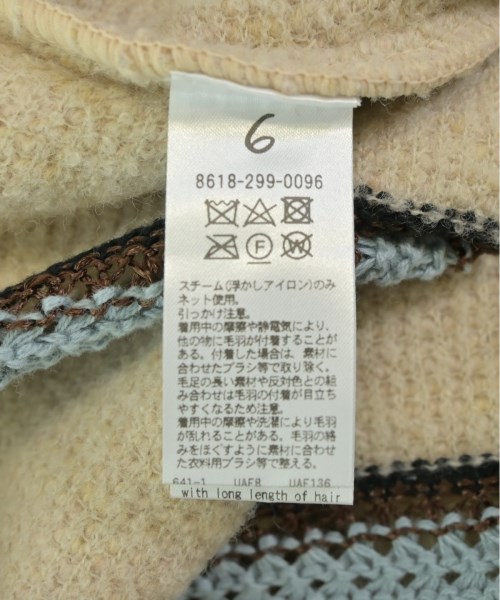 6
8618-299-0096
F W
スチーム(浮かしアイロン)のみ
ネット使用。
引っかけ注意。
着用中の摩擦や静電気により、
他の物に毛羽が付着することが
ある。付着した場合は、素材に
合わせたブラシ等で取り除く。
毛足の長い素材や反対色との組
み合わせは毛羽の付着が目立ち
やすくなるため注意。
着用中の摩擦や洗濯により毛羽
が乱れることがある。毛羽の絡
みをほぐすように素材に合わせ
た衣料用ブラシ等で整える。
641-1 UAF8 UAF136
with long length of hair